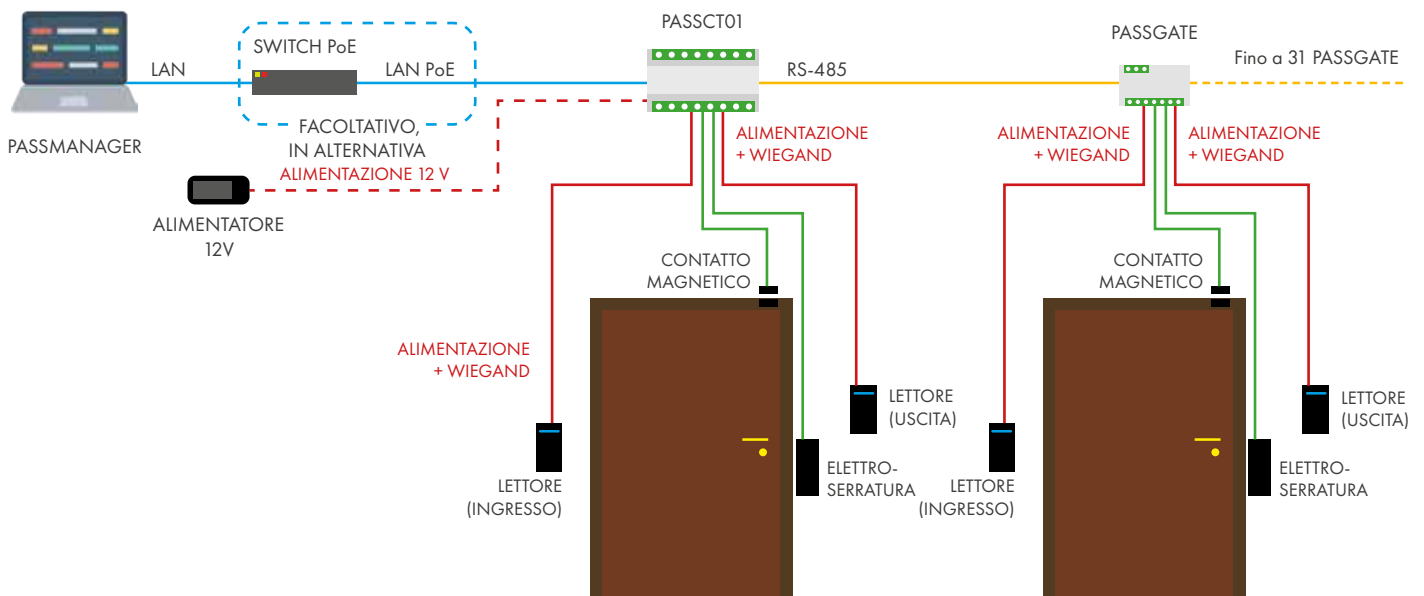 PASSCT01
PASSGATE
SWITCH PoE
LAN
LAN PoE
RS-485
Fino a 31 PASSGATE
PASSMANAGER
FACOLTATIVO,
IN ALTERNATIVA
ALIMENTAZIONE 12 V
ALIMENTAZIONE
+ WIEGAND
ALIMENTAZIONE
+ WIEGAND
ALIMENTAZIONE
+ WIEGAND
ALIMENTATORE
12V
CONTATTO
MAGNETICO
CONTATTO
MAGNETICO
ALIMENTAZIONE
+ WIEGAND
LETTORE
(USCITA)
LETTORE
(USCITA)
LETTORE
(INGRESSO)
ELETTRO-
SERRATURA
LETTORE
(INGRESSO)
ELETTRO-
SERRATURA